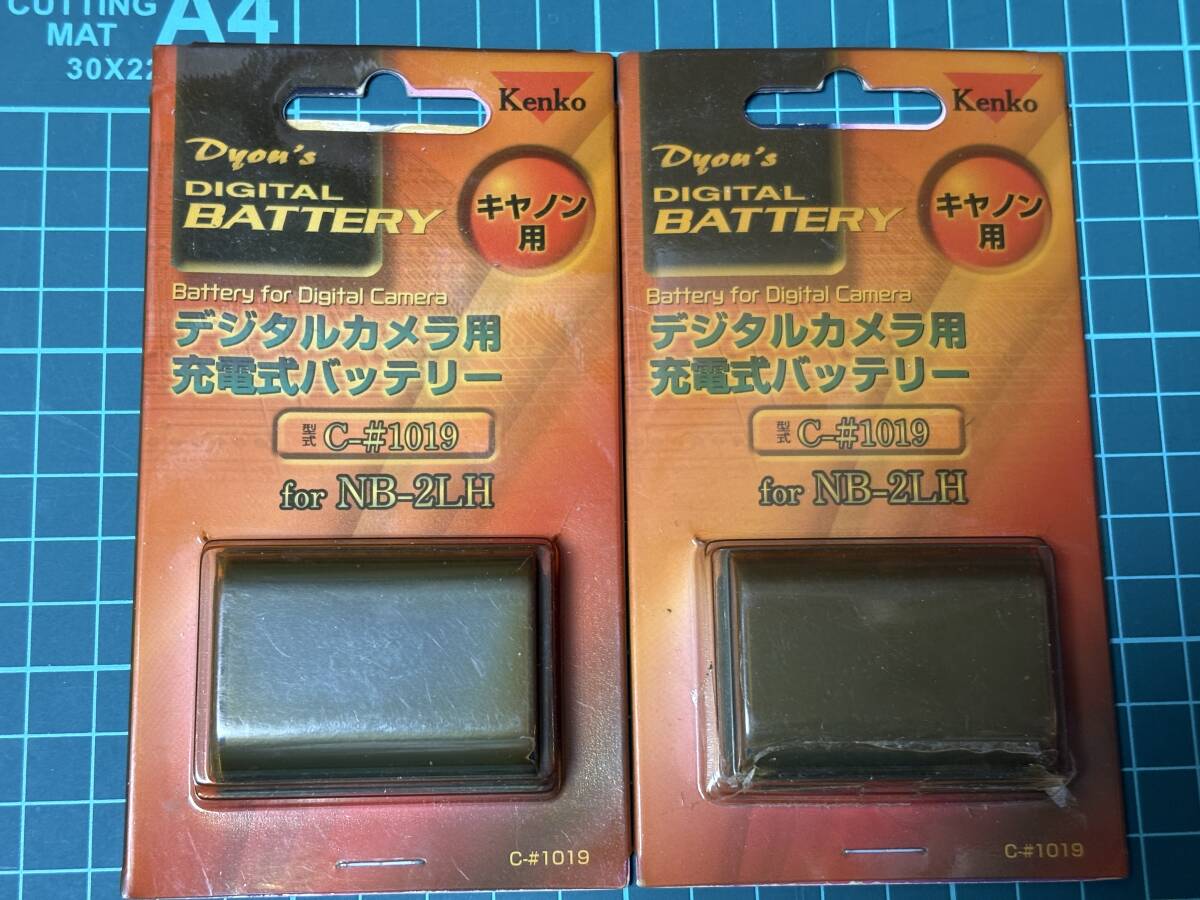 CUTTING
MAT A4
30X22
Kenko
Dyon's
DIGITAL
BATTERY
キヤノン
用
Battery for Digital Camera
デジタルカメラ用
充電式バッテリー
型式 C-#1019
for NB-2LH
C-#1019
Kenko
Dyon's
DIGITAL
BATTERY
キヤノン
用
Battery for Digital Camera
デジタルカメラ用
充電式バッテリー
型式 C-#1019
for NB-2LH
C-#1019